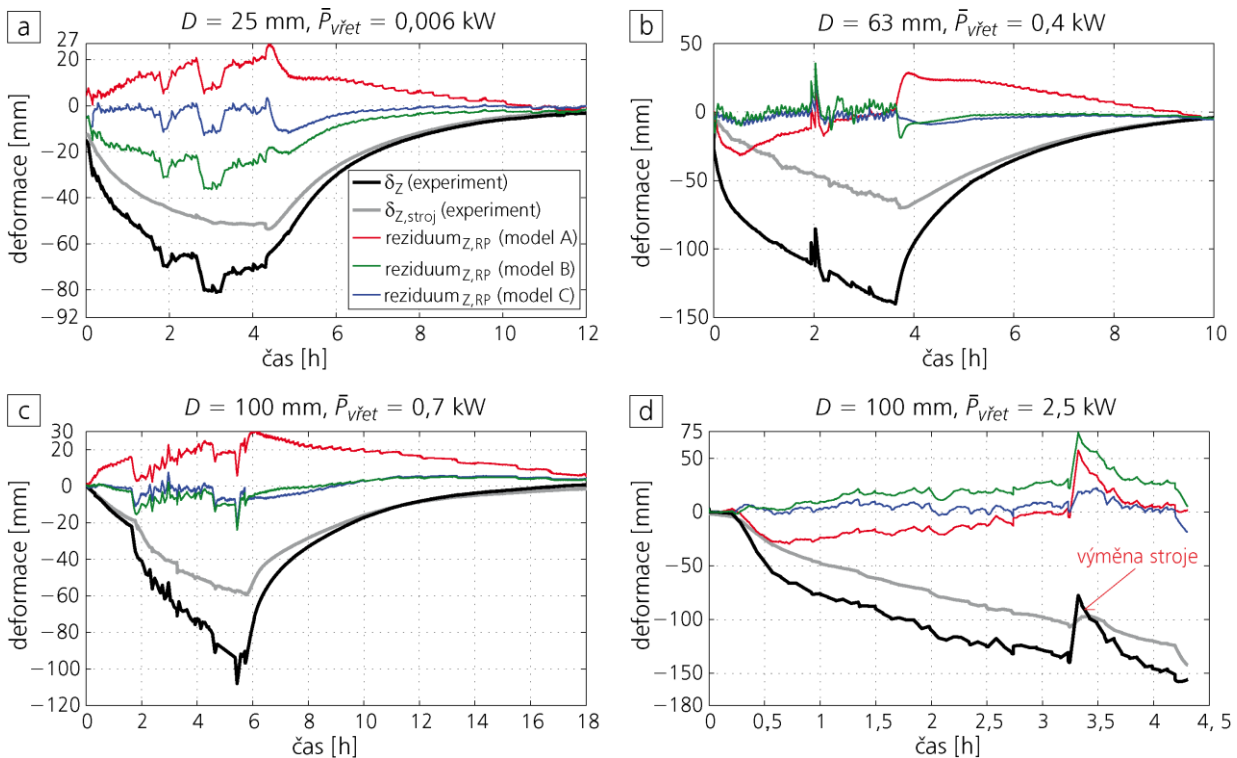 a
D = 25 mm, P̄vřet = 0,006 kW
27
20
0
−20
−40
−60
−80
−92
deformace [mm]
δZ (experiment)
δZ,stroj (experiment)
reziduumZ,RP (model A)
reziduumZ,RP (model B)
reziduumZ,RP (model C)
0 2 4 6 8 10 12
čas [h]
b
D = 63 mm, P̄vřet = 0,4 kW
50
0
−50
−100
−150
deformace [mm]
0 2 4 6 8 10
čas [h]
c
D = 100 mm, P̄vřet = 0,7 kW
30
20
0
−20
−40
−60
−80
−100
−120
deformace [mm]
0 2 4 6 8 10 12 14 16 18
čas [h]
d
D = 100 mm, P̄vřet = 2,5 kW
75
50
0
−50
−100
−150
−180
deformace [mm]
výměna stroje
0 0,5 1 1,5 2 2,5 3 3,5 4 4, 5
čas [h]